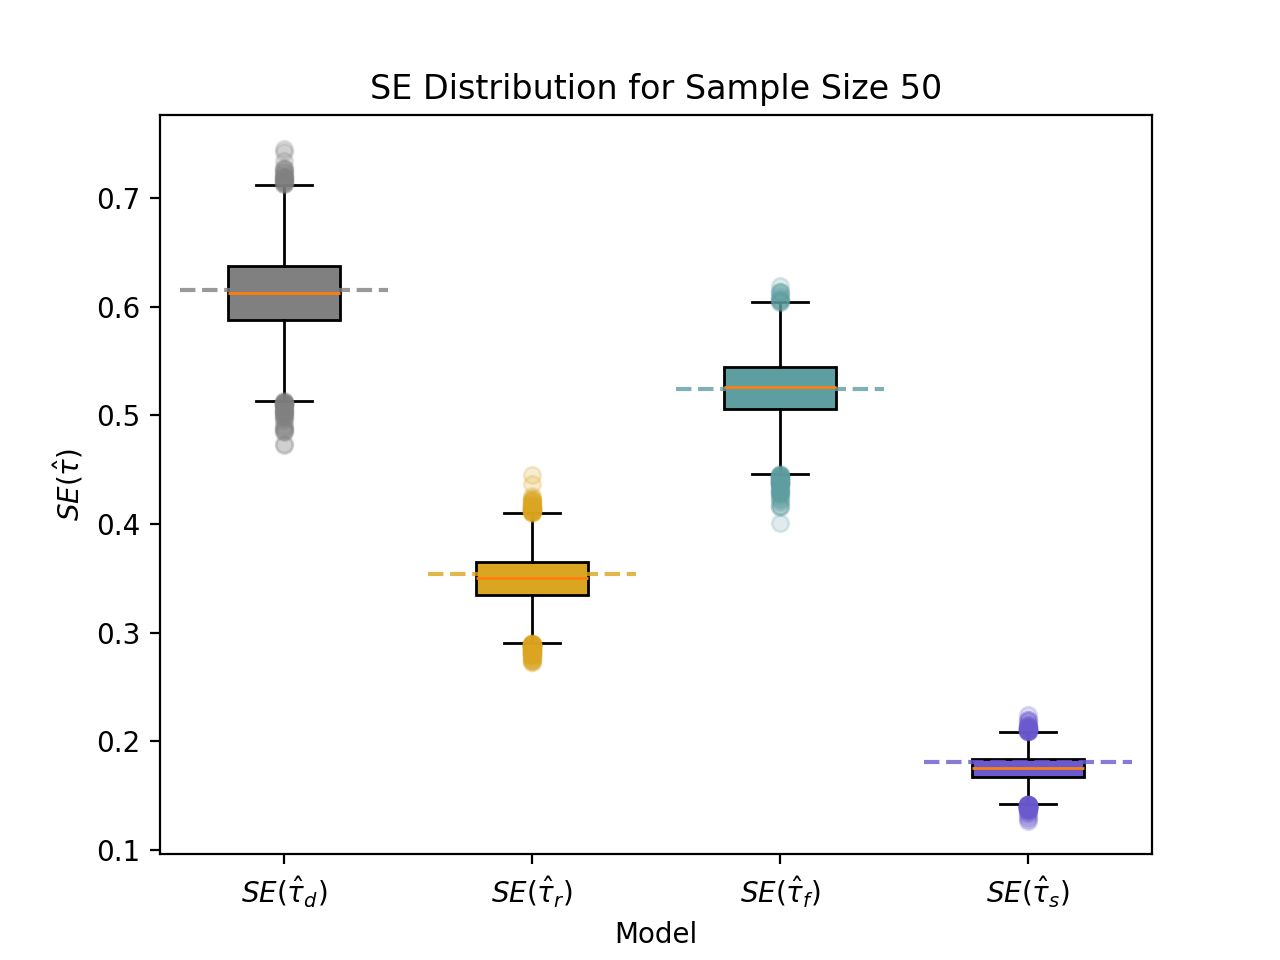 SE Distribution for Sample Size 50
SE(τ̂)
0.7
0.6
0.5
0.4
0.3
0.2
0.1
SE(τ̂_d) SE(τ̂_r) SE(τ̂_f) SE(τ̂_s)
Model